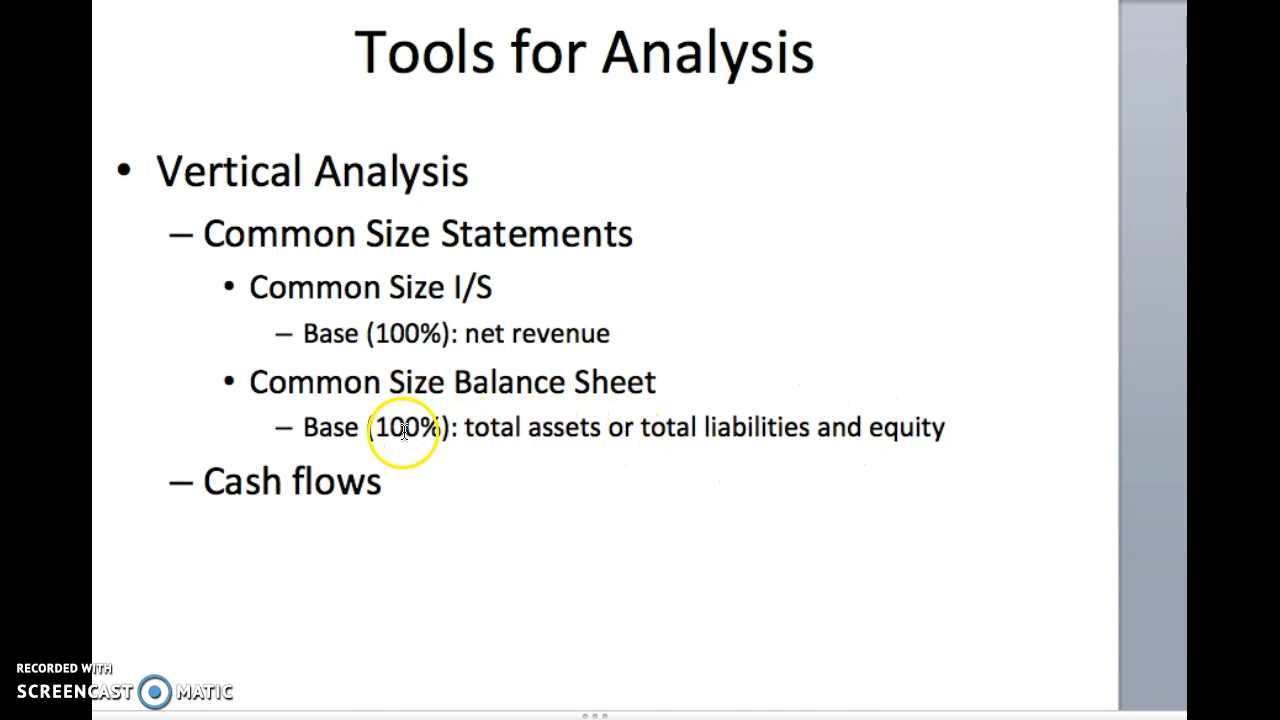 Tools for Analysis
• Vertical Analysis
– Common Size Statements
• Common Size I/S
– Base (100%): net revenue
• Common Size Balance Sheet
– Base (100%): total assets or total liabilities and equity
– Cash flows
RECORDED WITH
SCREENCAST MATIC